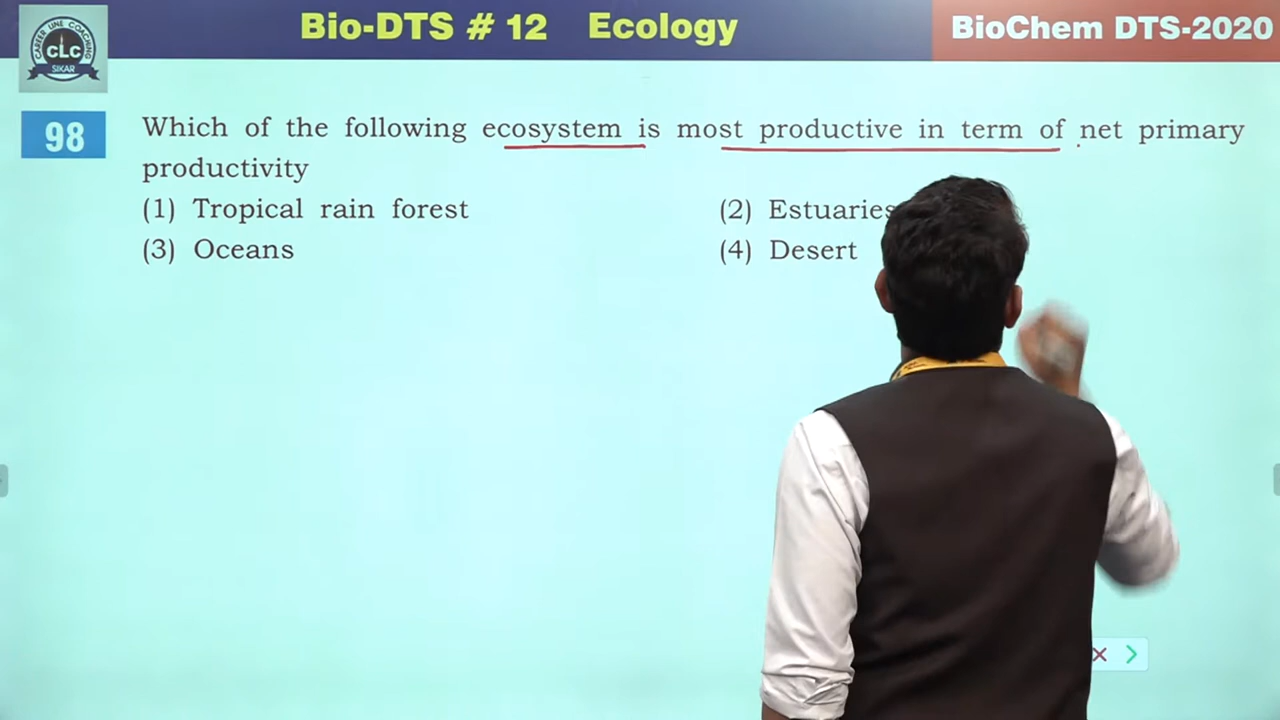 Bio-DTS # 12 Ecology
BioChem DTS-2020
CAREER LINE COACHING
CLC
SIKAR
98
Which of the following ecosystem is most productive in term of net primary
productivity
(1) Tropical rain forest
(2) Estuaries
(3) Oceans
(4) Desert